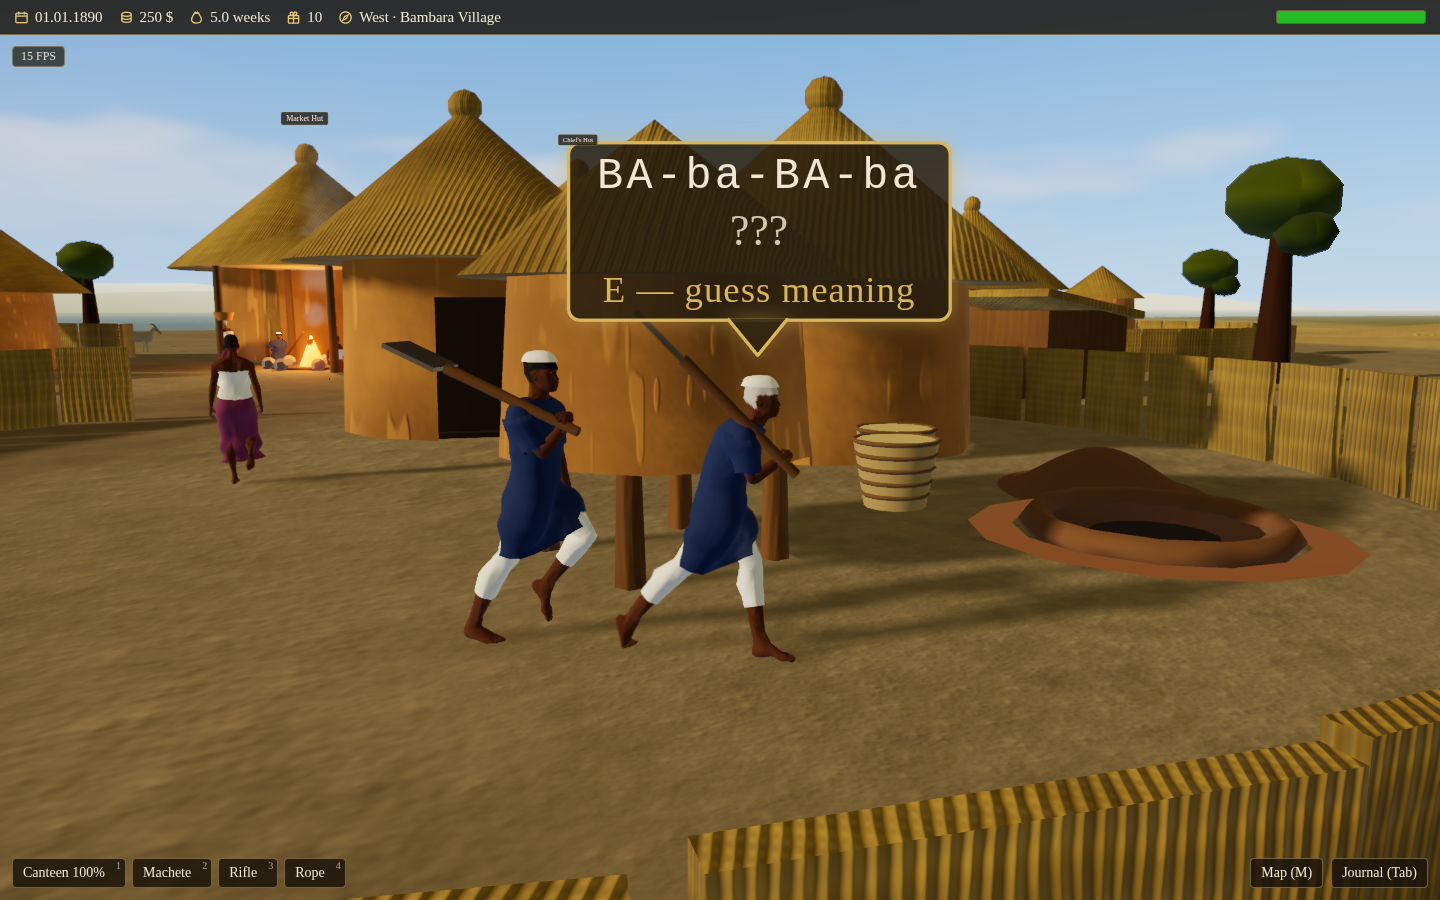 01.01.1890 250 $ 5.0 weeks 10 West · Bambara Village
15 FPS
Market Hut
Chief's Hut
BA-ba-BA-ba
???
E — guess meaning
Canteen 100% 1 Machete 2 Rifle 3 Rope 4
Map (M) Journal (Tab)